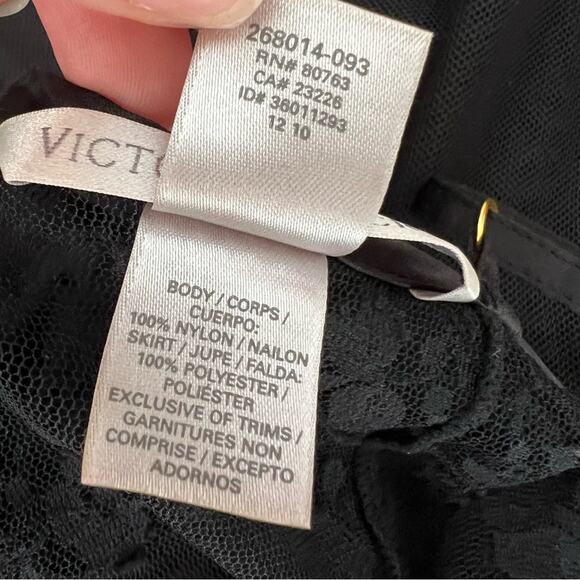 268014-093
RN# 80763
CA# 23226
ID# 36011293
12 10
VICTO
BODY / CORPS /
CUERPO:
100% NYLON / NAILON
SKIRT / JUPE / FALDA:
100% POLYESTER /
POLIÉSTER
EXCLUSIVE OF TRIMS /
GARNITURES NON
COMPRISE / EXCEPTO
ADORNOS